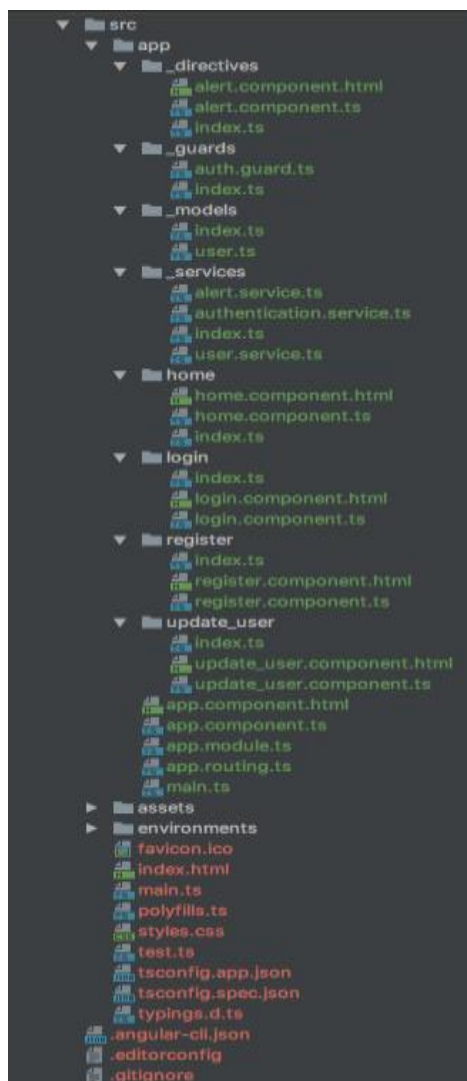 src
app
_directives
alert.component.html
alert.component.ts
index.ts
_guards
auth.guard.ts
index.ts
_models
index.ts
user.ts
_services
alert.service.ts
authentication.service.ts
index.ts
user.service.ts
home
home.component.html
home.component.ts
index.ts
login
index.ts
login.component.html
login.component.ts
register
index.ts
register.component.html
register.component.ts
update_user
index.ts
update_user.component.html
update_user.component.ts
app.component.html
app.component.ts
app.module.ts
app.routing.ts
main.ts
assets
environments
favicon.ico
index.html
main.ts
polyfills.ts
styles.css
test.ts
tsconfig.app.json
tsconfig.spec.json
typings.d.ts
.angular-cli.json
.editorconfig
.gitignore